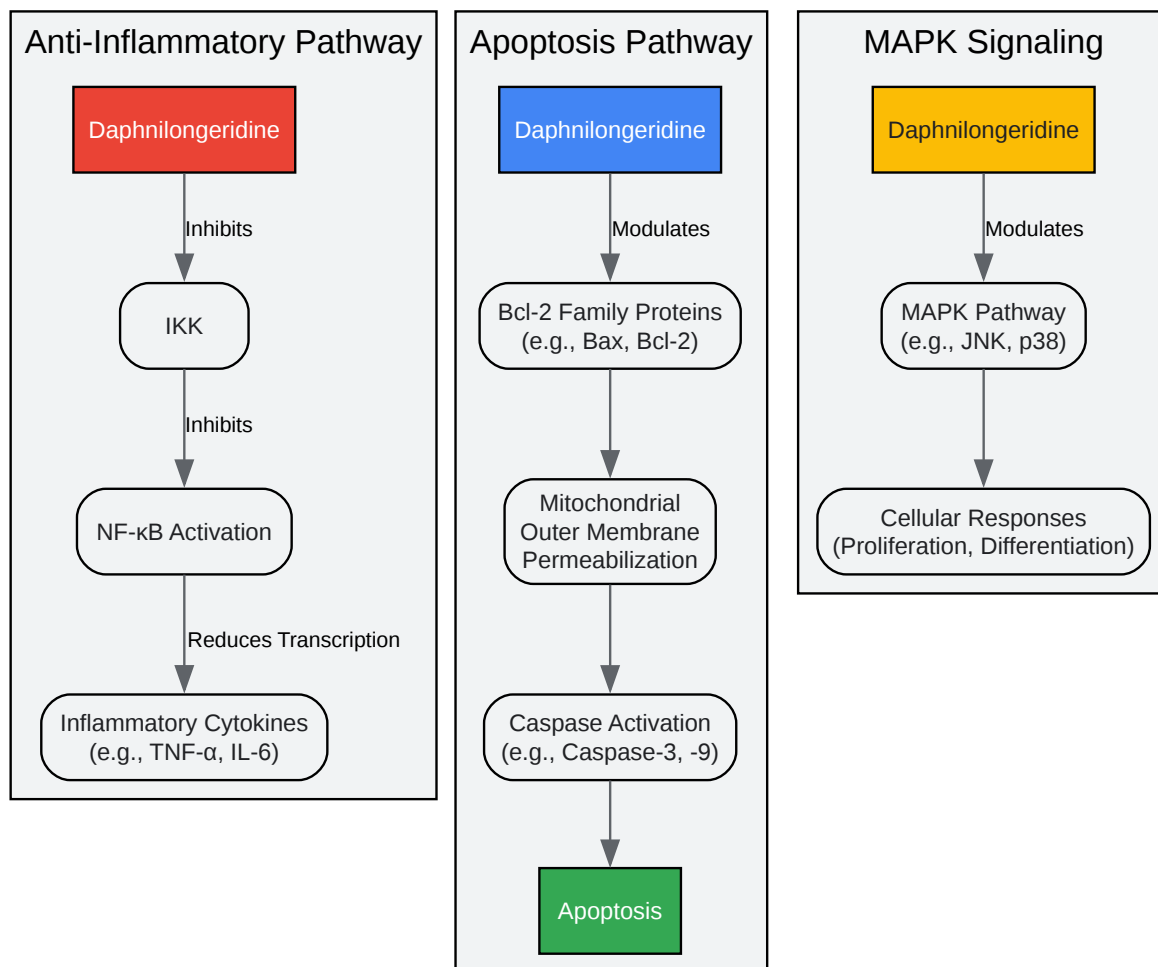 Anti-Inflammatory Pathway
Daphnilongeridine
Inhibits
IKK
Inhibits
NF-κB Activation
Reduces Transcription
Inflammatory Cytokines
(e.g., TNF-α, IL-6)
Apoptosis Pathway
Daphnilongeridine
Modulates
Bcl-2 Family Proteins
(e.g., Bax, Bcl-2)
Mitochondrial
Outer Membrane
Permeabilization
Caspase Activation
(e.g., Caspase-3, -9)
Apoptosis
MAPK Signaling
Daphnilongeridine
Modulates
MAPK Pathway
(e.g., JNK, p38)
Cellular Responses
(Proliferation, Differentiation)